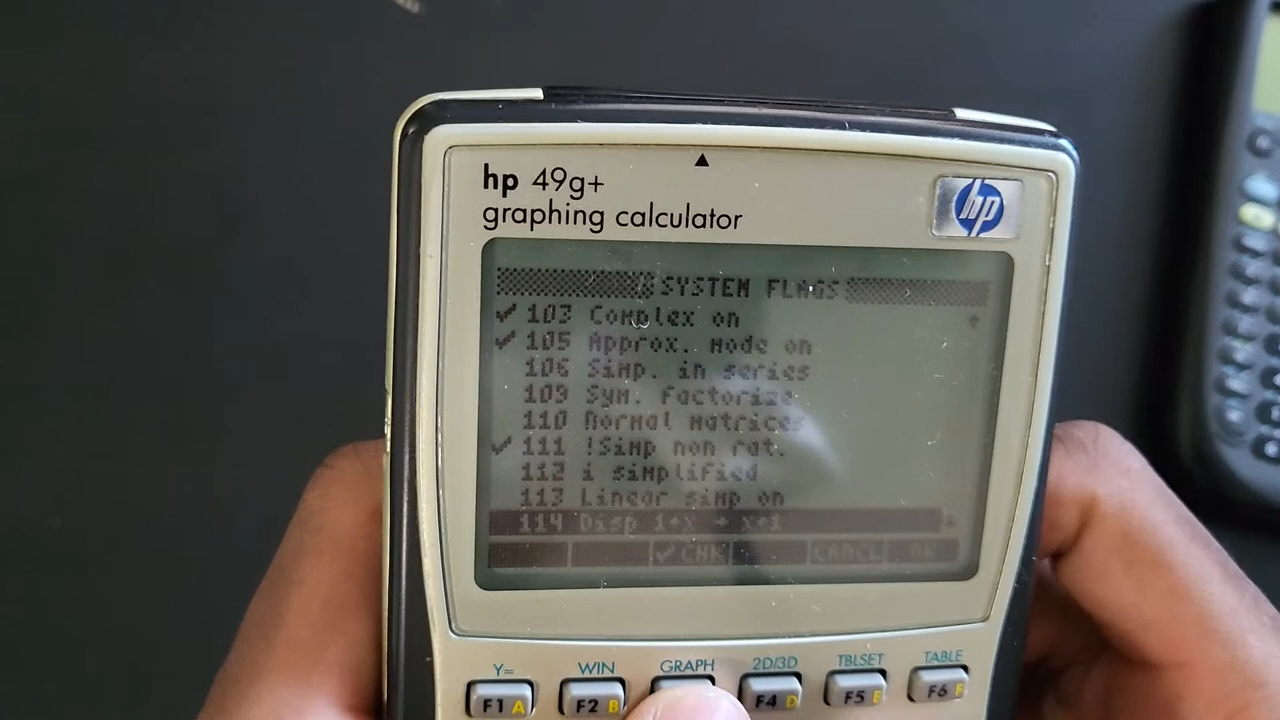 hp 49g+
graphing calculator
hp
SYSTEM FLAGS
✓ 103 Complex on
✓ 105 Approx. mode on
106 Simp. in series
109 Sym. factorize
110 Normal matrices
✓ 111 !Simp non rat.
112 i simplified
113 Linear simp on
114 Disp 1+x → x+1
✓CHK CANCL OK
Y= WIN GRAPH 2D/3D TBLSET TABLE
F1 A F2 B F4 D F5 E F6 F